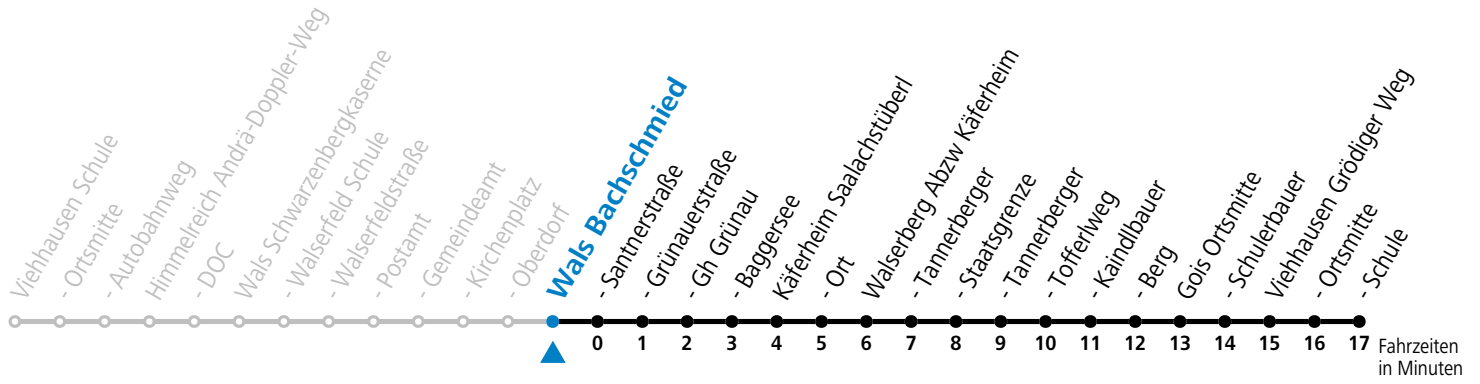 Viehhausen Schule
- Ortsmitte
- Autobahnweg
Himmelreich Andrä-Doppler-Weg
- DOC
Wals Schwarzenbergkaserne
- Walserfeld Schule
- Walserfeldstraße
- Postamt
- Gemeindeamt
- Kirchenplatz
- Oberdorf
Wals Bachschmied
- Santnerstraße
- Grünauerstraße
- Gh Grünau
- Baggersee
Käferheim Saalachstüberl
- Ort
Walserberg Abzw Käferheim
- Tannerberger
- Staatsgrenze
- Tannerberger
- Tofferlweg
- Kaindlbauer
- Berg
Gois Ortsmitte
- Schulerbauer
Viehhausen Grödiger Weg
- Ortsmitte
- Schule
0 1 2 3 4 5 6 7 8 9 10 11 12 13 14 15 16 17
Fahrzeiten
in Minuten